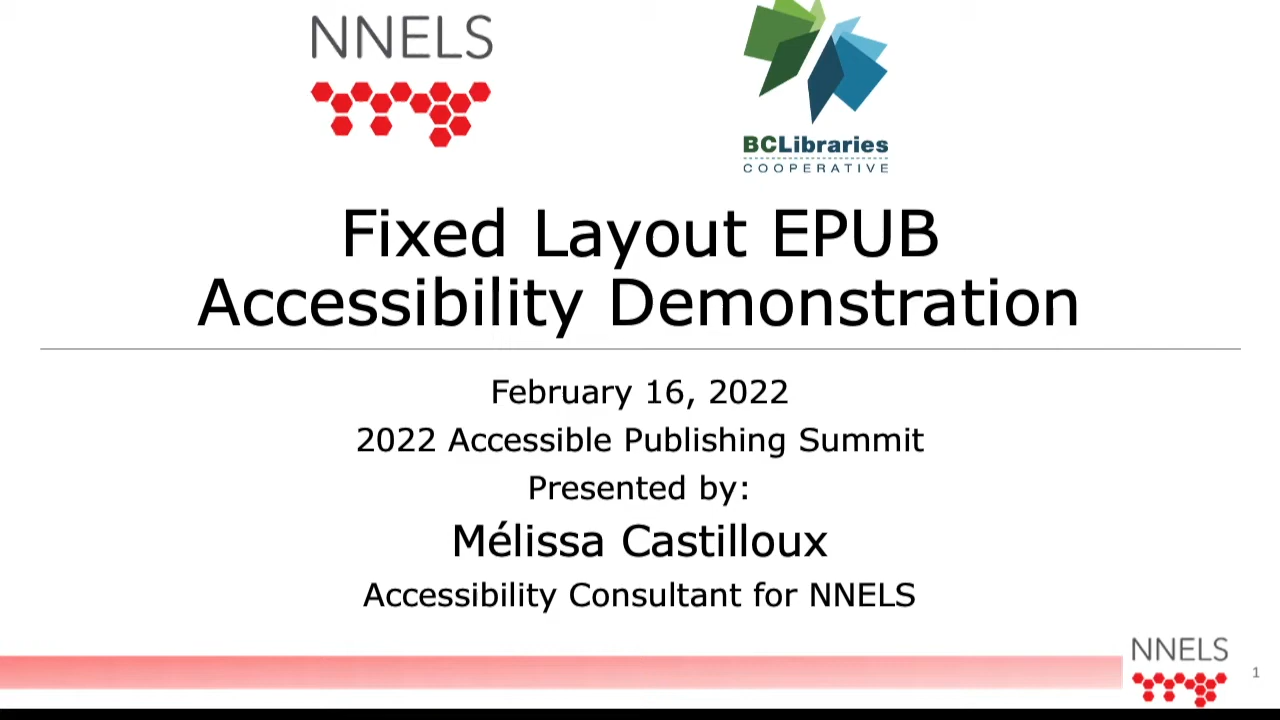 NNELS
BCLibraries
COOPERATIVE
Fixed Layout EPUB
Accessibility Demonstration
February 16, 2022
2022 Accessible Publishing Summit
Presented by:
Mélissa Castilloux
Accessibility Consultant for NNELS
NNELS
1